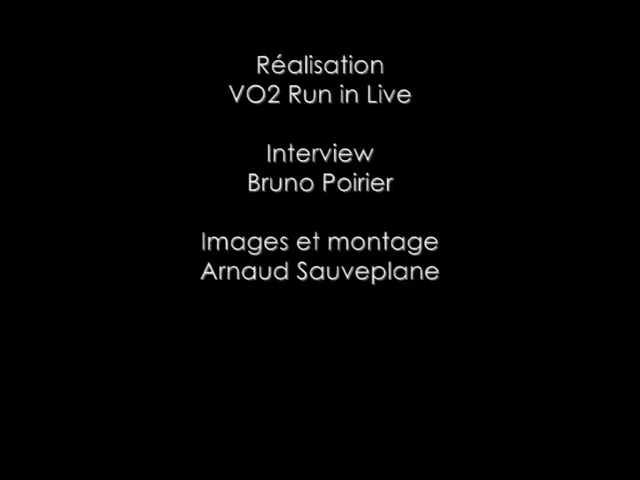 Réalisation
VO2 Run in Live
Interview
Bruno Poirier
Images et montage
Arnaud Sauveplane